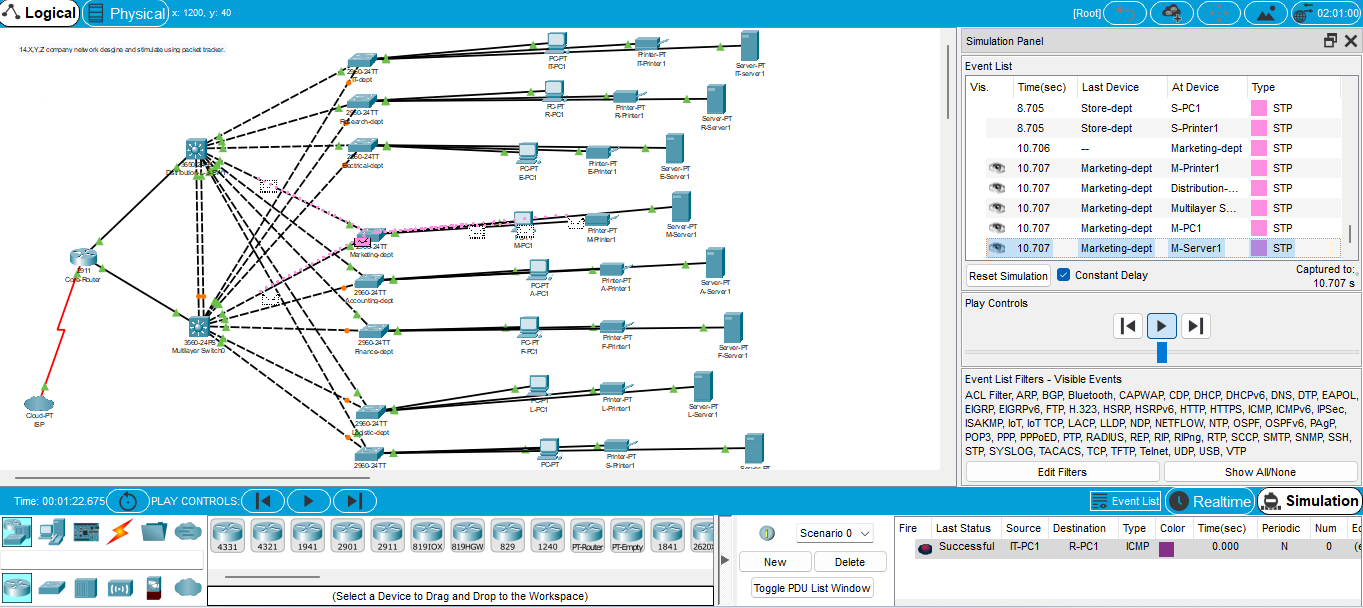 Logical
Physical
x: 1200, y: 40
[Root]
02:01:00
14.X,Y,Z company network desgine and stimulate using packet tracker.
2960-24TT
IT-dept
PC-PT
IT-PC1
Printer-PT
IT-Printer1
Server-PT
IT-server1
2960-24TT
Research-dept
PC-PT
R-PC1
Printer-PT
R-Printer1
Server-PT
R-Server1
2960-24TT
Electrical-dept
PC-PT
E-PC1
Printer-PT
E-Printer1
Server-PT
E-Server1
24TT
Marketing-dept
M-PC1
Printer-PT
M-Printer1
Server-PT
M-Server1
2960-24TT
Accounting-dept
PC-PT
A-PC1
Printer-PT
A-Printer1
Server-PT
A-Server1
2960-24TT
Finance-dept
PC-PT
F-PC1
Printer-PT
F-Printer1
Server-PT
F-Server1
2960-24TT
PC-PT
L-PC1
Printer-PT
L-Printer1
Server-PT
L-Server1
2960-24TT
PC-PT
Printer-PT
S-Printer1
Server-PT
2911
Core-Router
3560-24PS
Multilayer Switch0
Cloud-PT
ISP
Simulation Panel
Event List
Vis. Time(sec) Last Device At Device Type
8.705 Store-dept S-PC1 STP
8.705 Store-dept S-Printer1 STP
10.706 -- Marketing-dept STP
10.707 Marketing-dept M-Printer1 STP
10.707 Marketing-dept Distribution-... STP
10.707 Marketing-dept Multilayer S... STP
10.707 Marketing-dept M-PC1 STP
10.707 Marketing-dept M-Server1 STP
Reset Simulation
Constant Delay
Captured to:
10.707 s
Play Controls
Event List Filters - Visible Events
ACL Filter, ARP, BGP, Bluetooth, CAPWAP, CDP, DHCP, DHCPv6, DNS, DTP, EAPOL,
EIGRP, EIGRPv6, FTP, H.323, HSRP, HSRPv6, HTTP, HTTPS, ICMP, ICMPv6, IPSec,
ISAKMP, IoT, IoT TCP, LACP, LLDP, NDP, NETFLOW, NTP, OSPF, OSPFv6, PAgP,
POP3, PPP, PPPoED, PTP, RADIUS, REP, RIP, RIPng, RTP, SCCP, SMTP, SNMP, SSH,
STP, SYSLOG, TACACS, TCP, TFTP, Telnet, UDP, USB, VTP
Edit Filters
Show All/None
Time: 00:01:22.675
PLAY CONTROLS:
Event List
Realtime
Simulation
4331 4321 1941 2901 2911 819IOX 819HGW 829 1240 PT-Router PT-Empty 1841 2620X
(Select a Device to Drag and Drop to the Workspace)
Scenario 0
New
Delete
Toggle PDU List Window
Fire Last Status Source Destination Type Color Time(sec) Periodic Num
Successful IT-PC1 R-PC1 ICMP 0.000 N 0